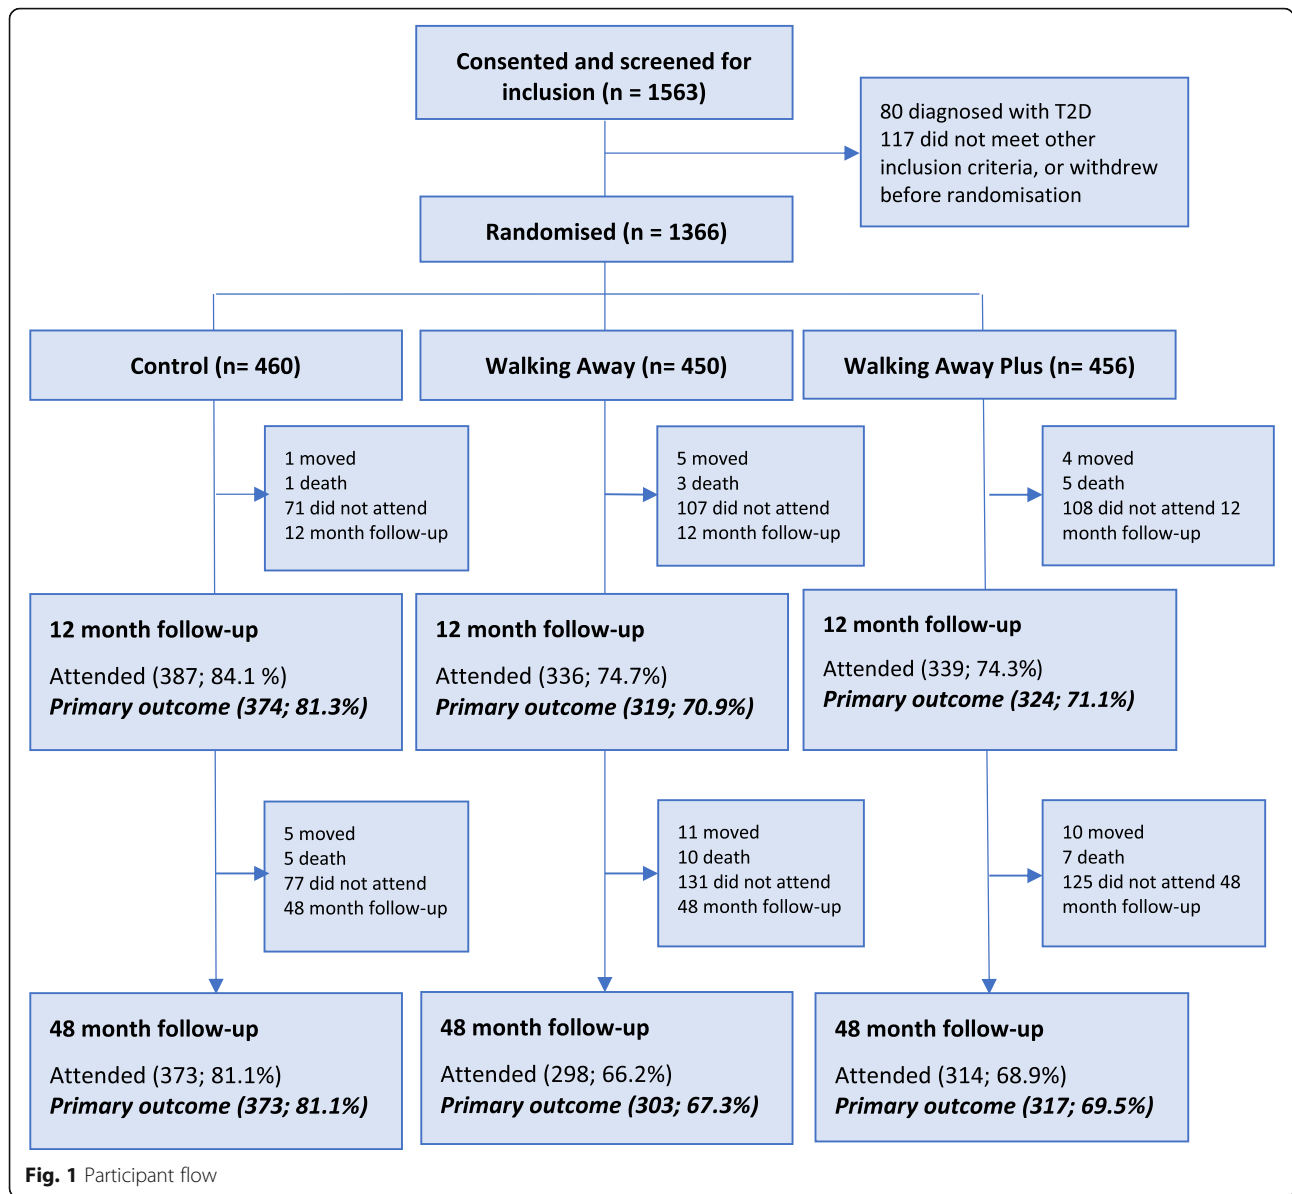 Consented and screened for
inclusion (n = 1563)
80 diagnosed with T2D
117 did not meet other
inclusion criteria, or withdrew
before randomisation
Randomised (n = 1366)
Control (n= 460)
Walking Away (n= 450)
Walking Away Plus (n= 456)
1 moved
1 death
71 did not attend
12 month follow-up
5 moved
3 death
107 did not attend
12 month follow-up
4 moved
5 death
108 did not attend 12
month follow-up
12 month follow-up
Attended (387; 84.1 %)
Primary outcome (374; 81.3%)
12 month follow-up
Attended (336; 74.7%)
Primary outcome (319; 70.9%)
12 month follow-up
Attended (339; 74.3%)
Primary outcome (324; 71.1%)
5 moved
5 death
77 did not attend
48 month follow-up
11 moved
10 death
131 did not attend
48 month follow-up
10 moved
7 death
125 did not attend 48
month follow-up
48 month follow-up
Attended (373; 81.1%)
Primary outcome (373; 81.1%)
48 month follow-up
Attended (298; 66.2%)
Primary outcome (303; 67.3%)
48 month follow-up
Attended (314; 68.9%)
Primary outcome (317; 69.5%)
Fig. 1 Participant flow